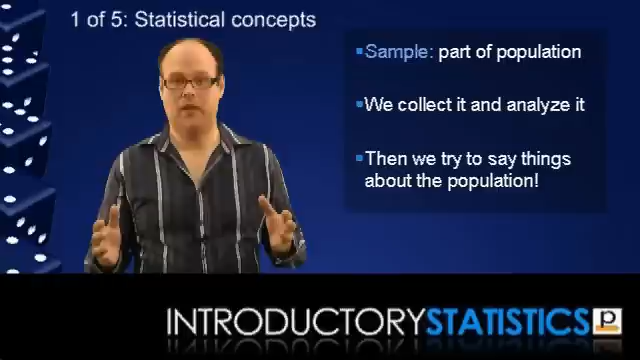 1 of 5: Statistical concepts
Sample: part of population
We collect it and analyze it
Then we try to say things
about the population!
INTRODUCTORYSTATISTICS p